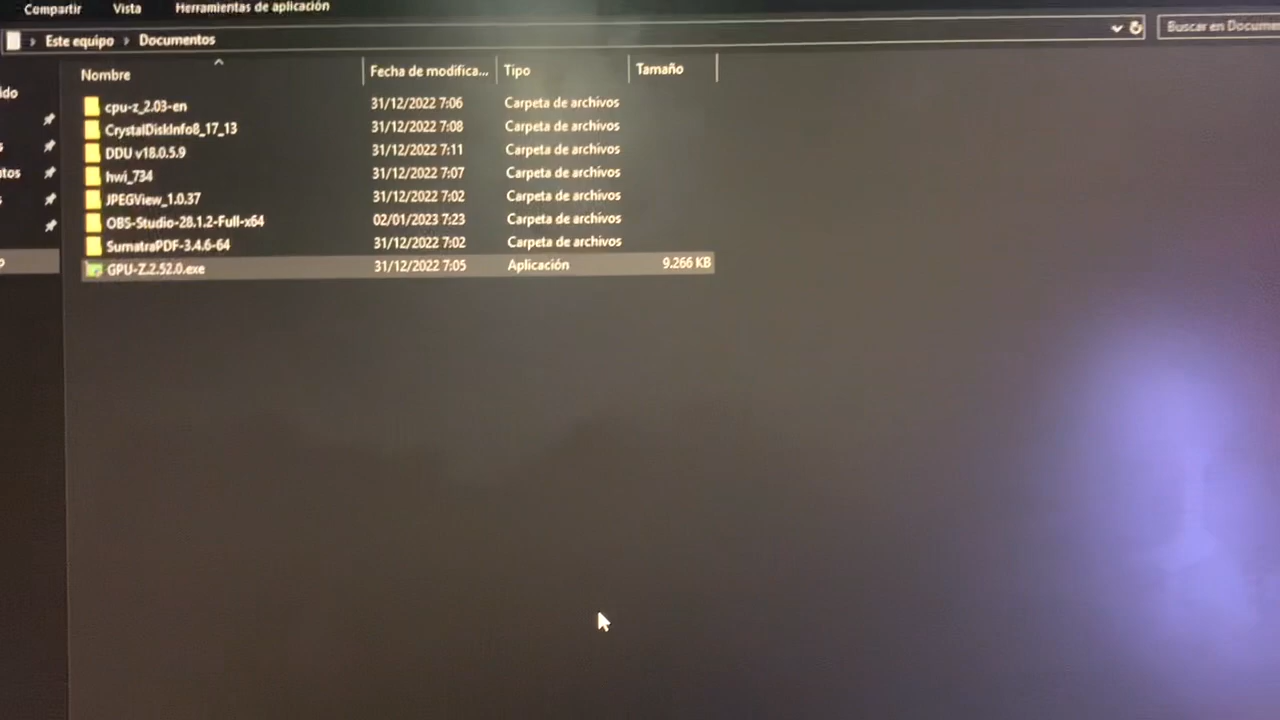 Compartir Vista Herramientas de aplicación
Este equipo > Documentos Buscar en Docume
Nombre Fecha de modifica... Tipo Tamaño
cpu-z_2.03-en 31/12/2022 7:06 Carpeta de archivos
CrystalDiskInfo8_17_13 31/12/2022 7:08 Carpeta de archivos
DDU v18.0.5.9 31/12/2022 7:11 Carpeta de archivos
hwi_734 31/12/2022 7:07 Carpeta de archivos
JPEGView_1.0.37 31/12/2022 7:02 Carpeta de archivos
OBS-Studio-28.1.2-Full-x64 02/01/2023 7:23 Carpeta de archivos
SumatraPDF-3.4.6-64 31/12/2022 7:02 Carpeta de archivos
GPU-Z.2.52.0.exe 31/12/2022 7:05 Aplicación 9.266 KB